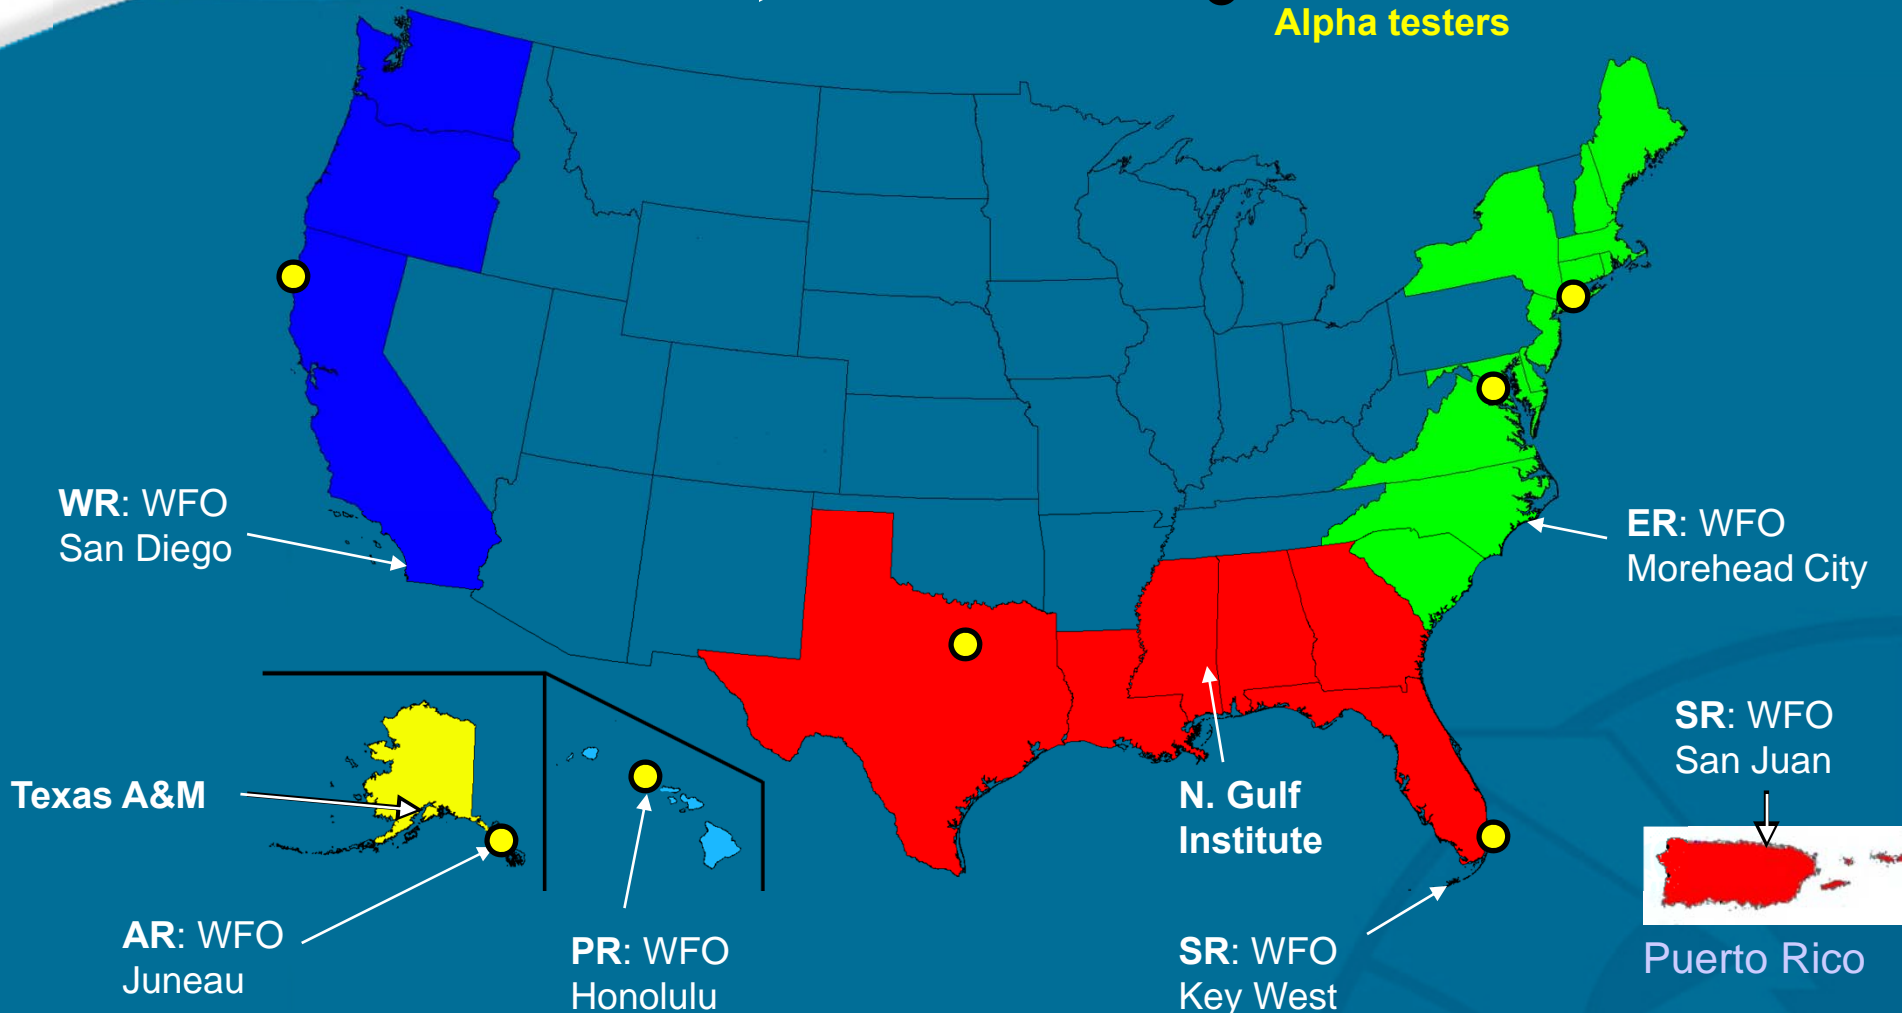 Alpha testers
WR: WFO
San Diego
ER: WFO
Morehead City
SR: WFO
San Juan
Texas A&M
N. Gulf
Institute
AR: WFO
Juneau
PR: WFO
Honolulu
SR: WFO
Key West
Puerto Rico